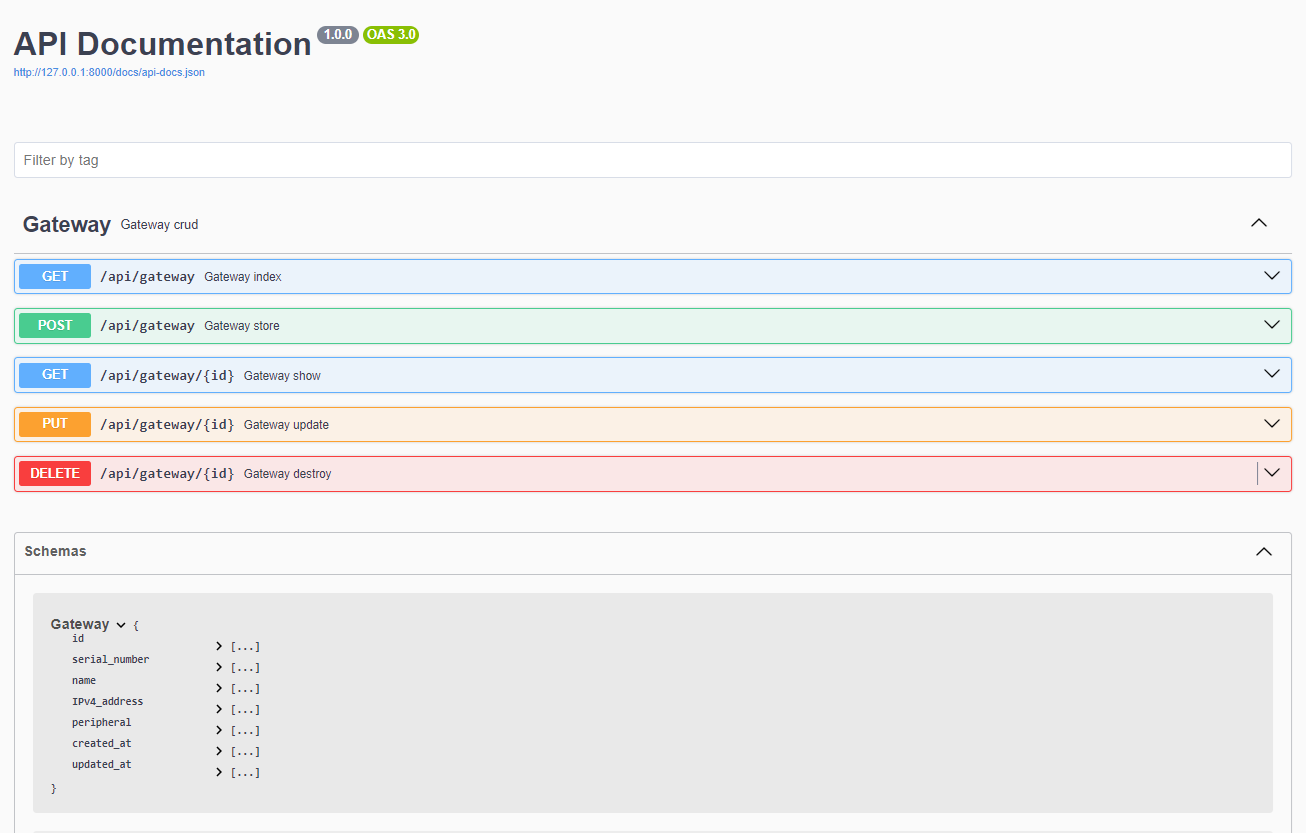 API Documentation 1.0.0 OAS 3.0
http://127.0.0.1:8000/docs/api-docs.json
Filter by tag
Gateway Gateway crud
GET /api/gateway Gateway index
POST /api/gateway Gateway store
GET /api/gateway/{id} Gateway show
PUT /api/gateway/{id} Gateway update
DELETE /api/gateway/{id} Gateway destroy
Schemas
Gateway {
id [...]
serial_number [...]
name [...]
IPv4_address [...]
peripheral [...]
created_at [...]
updated_at [...]
}